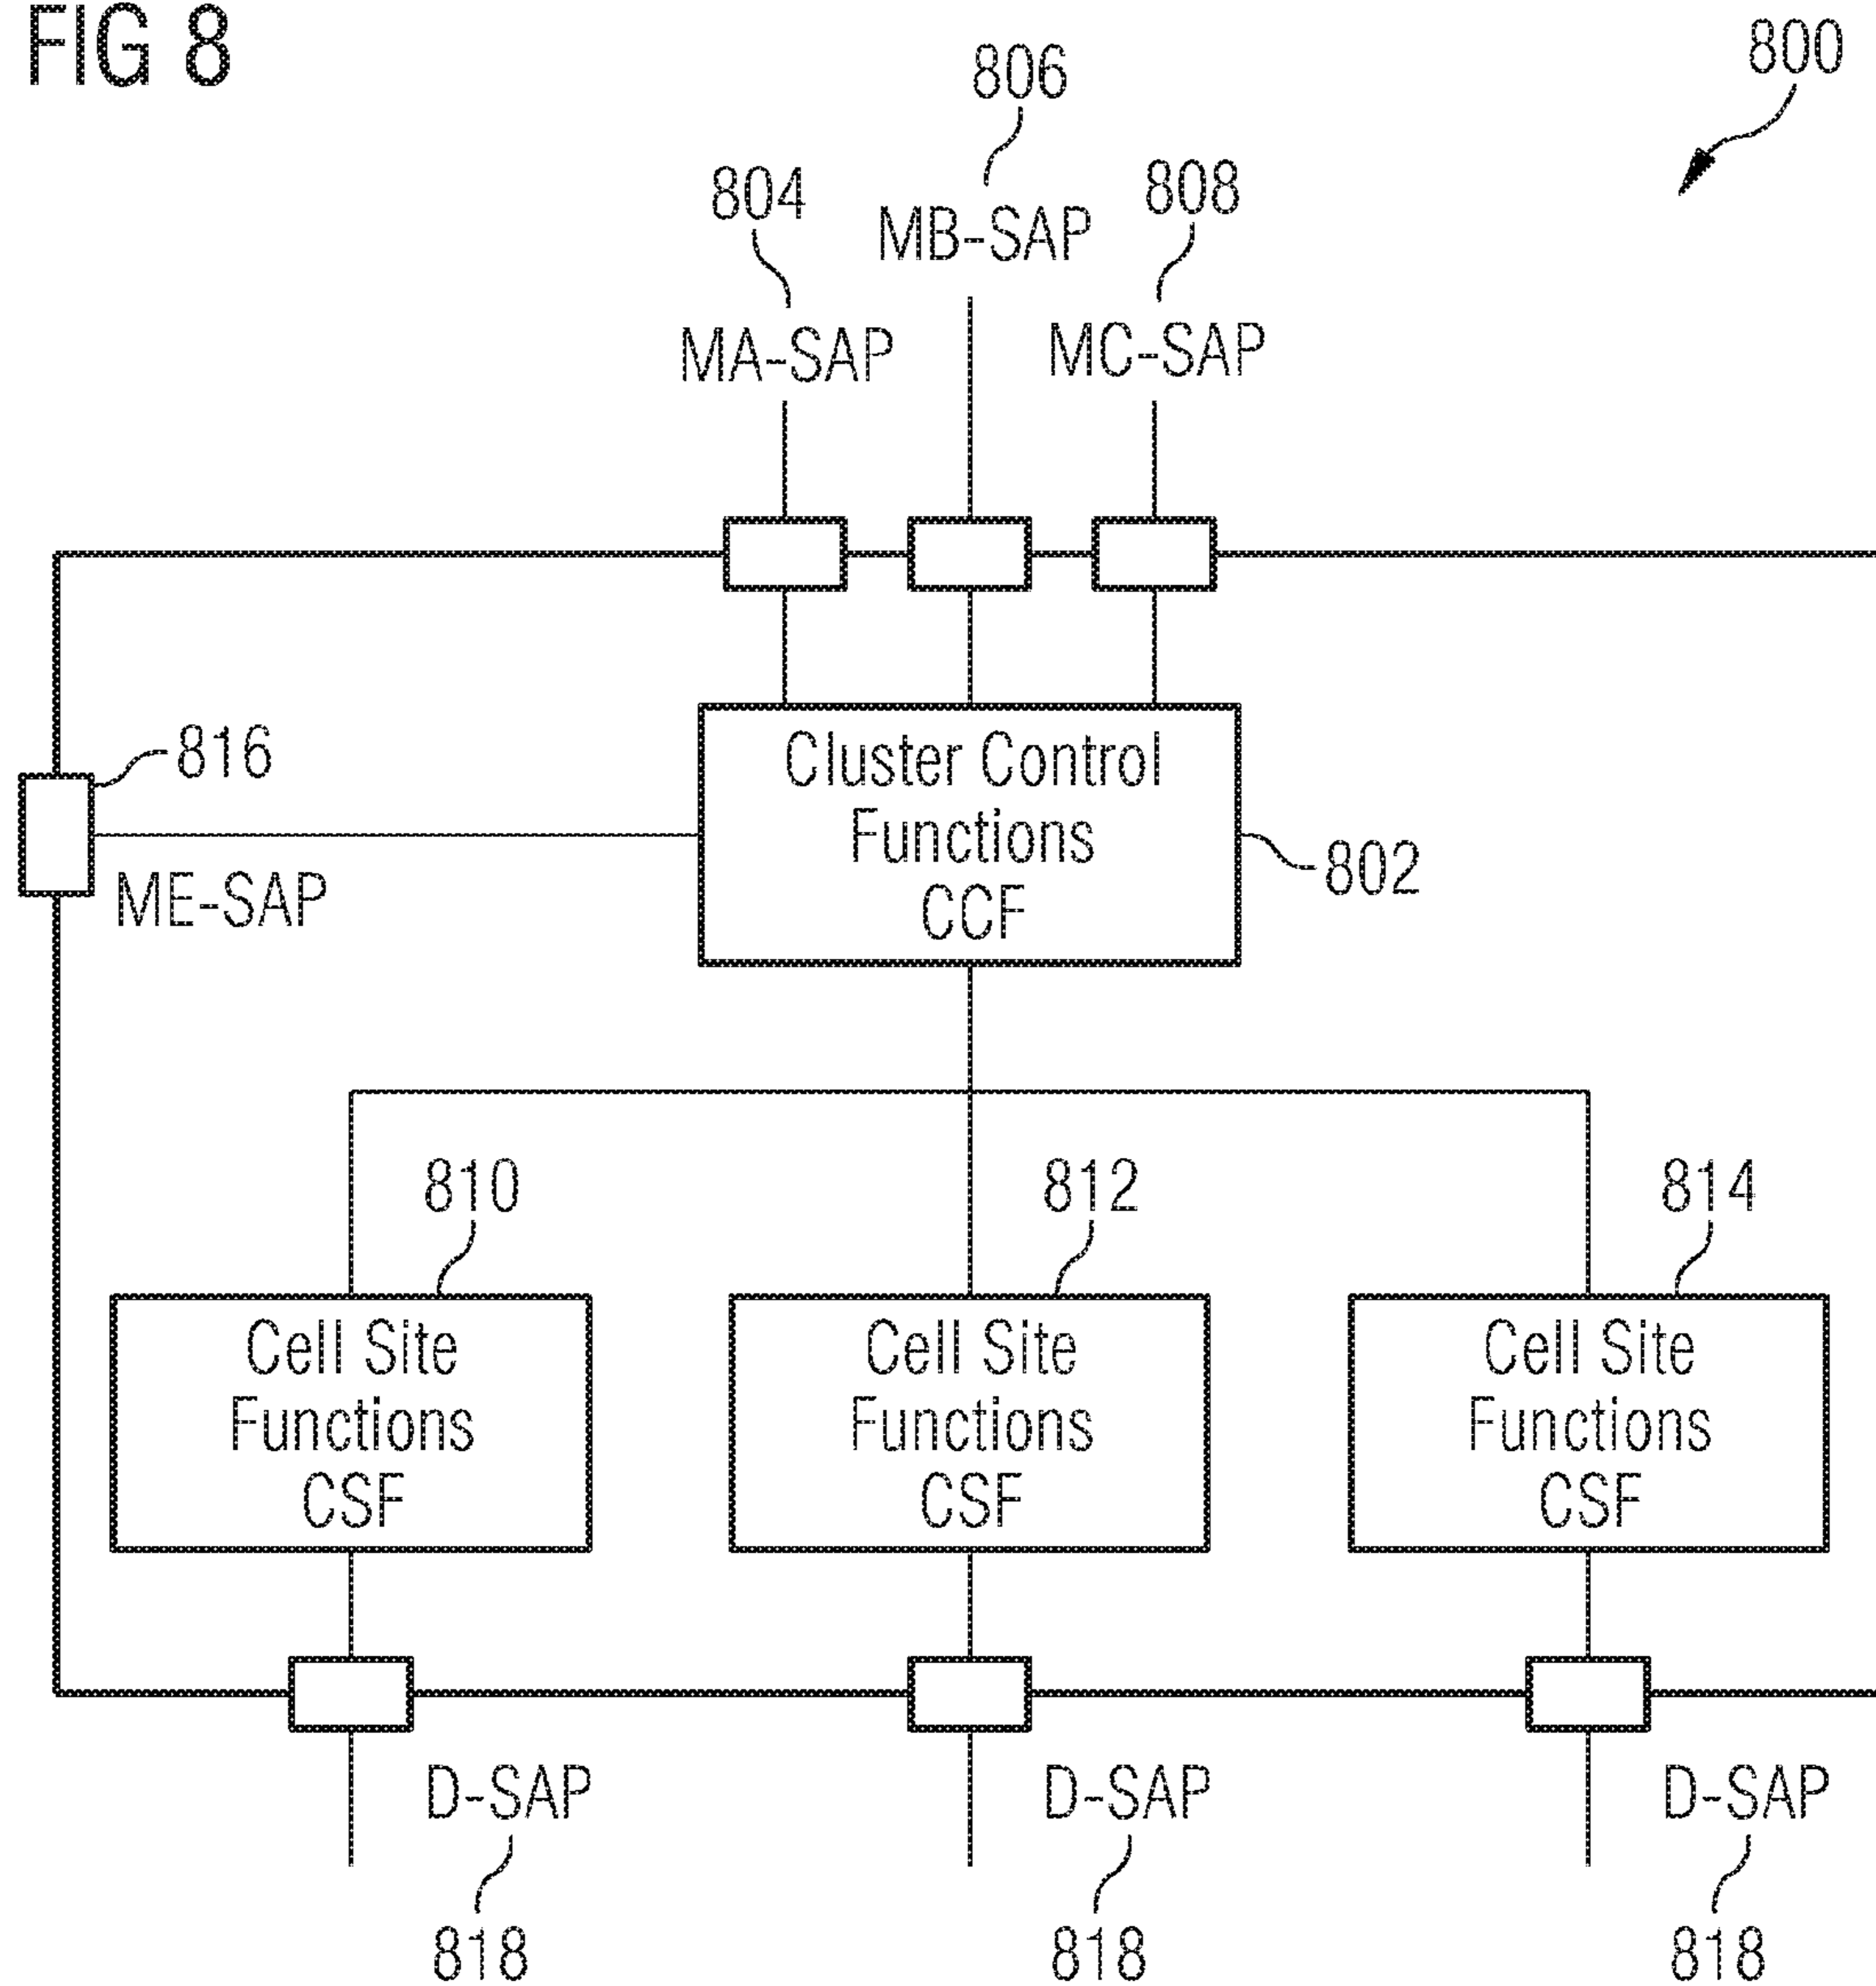 FIG 8
800
806
804
808
MB-SAP
MA-SAP
MC-SAP
816
Cluster Control
Functions
CCF
802
ME-SAP
810
812
814
Cell Site
Functions
CSF
Cell Site
Functions
CSF
Cell Site
Functions
CSF
D-SAP
D-SAP
D-SAP
818
818
818